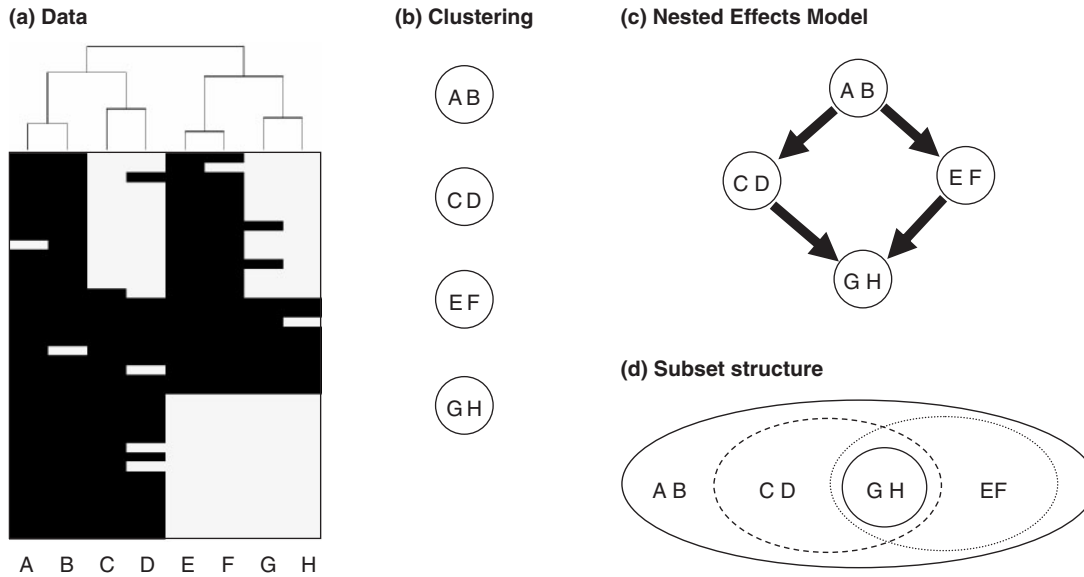 (a) Data
A B C D E F G H
(b) Clustering
A B
C D
E F
G H
(c) Nested Effects Model
A B
C D
E F
G H
(d) Subset structure
A B
C D
G H
EF